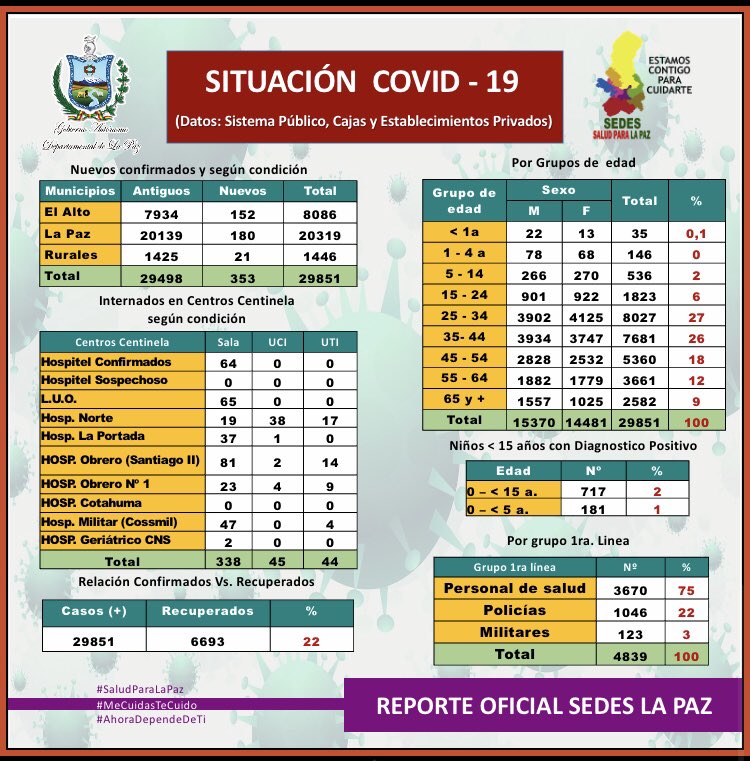 Gobierno Autónomo
Departamental de La Paz
SITUACIÓN COVID - 19
(Datos: Sistema Público, Cajas y Establecimientos Privados)
ESTAMOS
CONTIGO
PARA
CUIDARTE
SEDES
SALUD PARA LA PAZ
Nuevos confirmados y según condición
Municipios Antiguos Nuevos Total
El Alto 7934 152 8086
La Paz 20139 180 20319
Rurales 1425 21 1446
Total 29498 353 29851
Internados en Centros Centinela
según condición
Centros Centinela Sala UCI UTI
Hospitel Confirmados 64 0 0
Hospitel Sospechoso 0 0 0
L.U.O. 65 0 0
Hosp. Norte 19 38 17
Hosp. La Portada 37 1 0
HOSP. Obrero (Santiago II) 81 2 14
HOSP. Obrero Nº 1 23 4 9
HOSP. Cotahuma 0 0 0
Hosp. Militar (Cossmil) 47 0 4
HOSP. Geriátrico CNS 2 0 0
Total 338 45 44
Relación Confirmados Vs. Recuperados
Casos (+) Recuperados %
29851 6693 22
Por Grupos de edad
Grupo de edad Sexo Total %
M F
< 1a 22 13 35 0,1
1 - 4 a 78 68 146 0
5 - 14 266 270 536 2
15 - 24 901 922 1823 6
25 - 34 3902 4125 8027 27
35- 44 3934 3747 7681 26
45 - 54 2828 2532 5360 18
55 - 64 1882 1779 3661 12
65 y + 1557 1025 2582 9
Total 15370 14481 29851 100
Niños < 15 años con Diagnostico Positivo
Edad Nº %
0 – < 15 a. 717 2
0 – < 5 a. 181 1
Por grupo 1ra. Linea
Grupo 1ra línea Nº %
Personal de salud 3670 75
Policías 1046 22
Militares 123 3
Total 4839 100
#SaludParaLaPaz
#MeCuidasTeCuido
#AhoraDependeDeTi
REPORTE OFICIAL SEDES LA PAZ